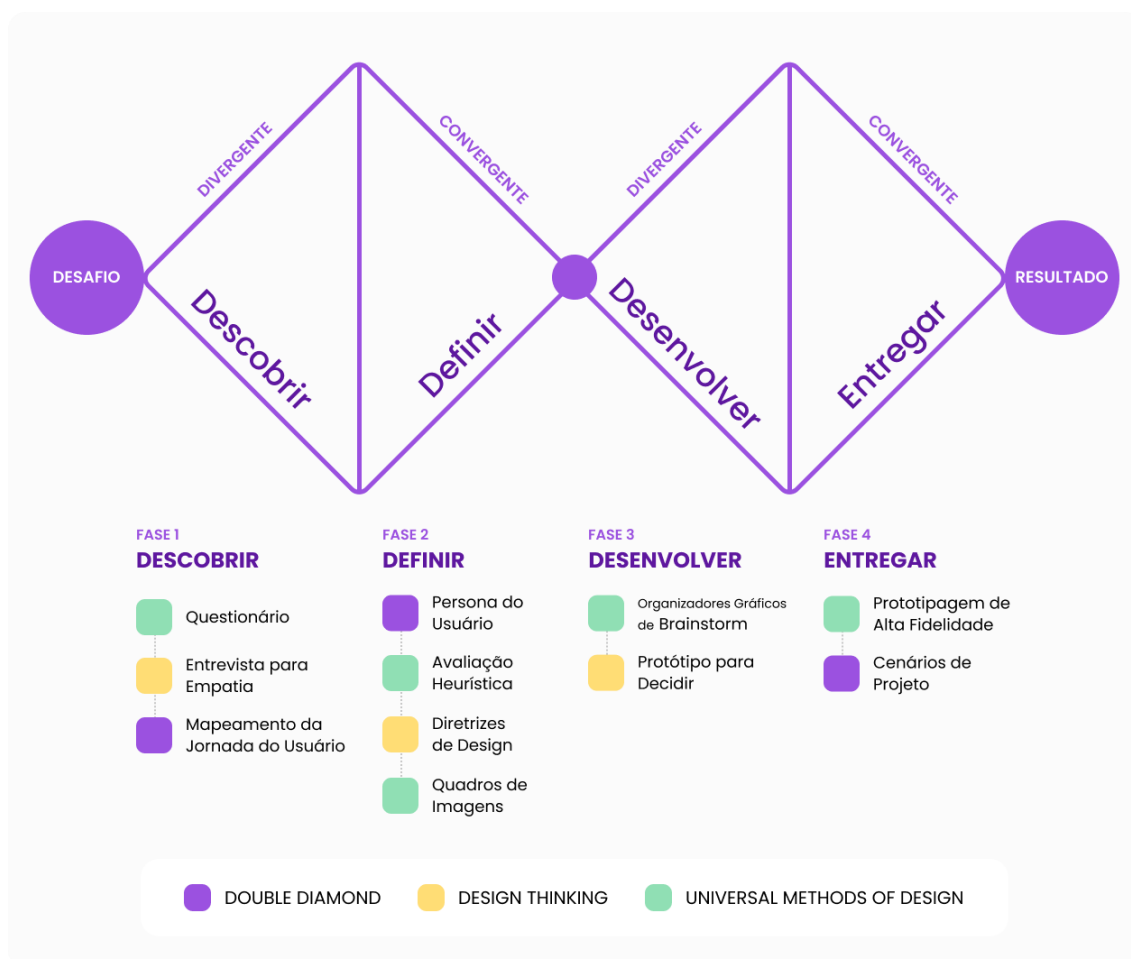 DIVERGENTE
CONVERGENTE
DIVERGENTE
CONVERGENTE
DESAFIO
RESULTADO
Descobrir
Definir
Desenvolver
Entregar
FASE 1
DESCOBRIR
Questionário
Entrevista para
Empatia
Mapeamento da
Jornada do Usuário
FASE 2
DEFINIR
Persona do
Usuário
Avaliação
Heurística
Diretrizes
de Design
Quadros de
Imagens
FASE 3
DESENVOLVER
Organizadores Gráficos
de Brainstorm
Protótipo para
Decidir
FASE 4
ENTREGAR
Prototipagem de
Alta Fidelidade
Cenários de
Projeto
DOUBLE DIAMOND
DESIGN THINKING
UNIVERSAL METHODS OF DESIGN